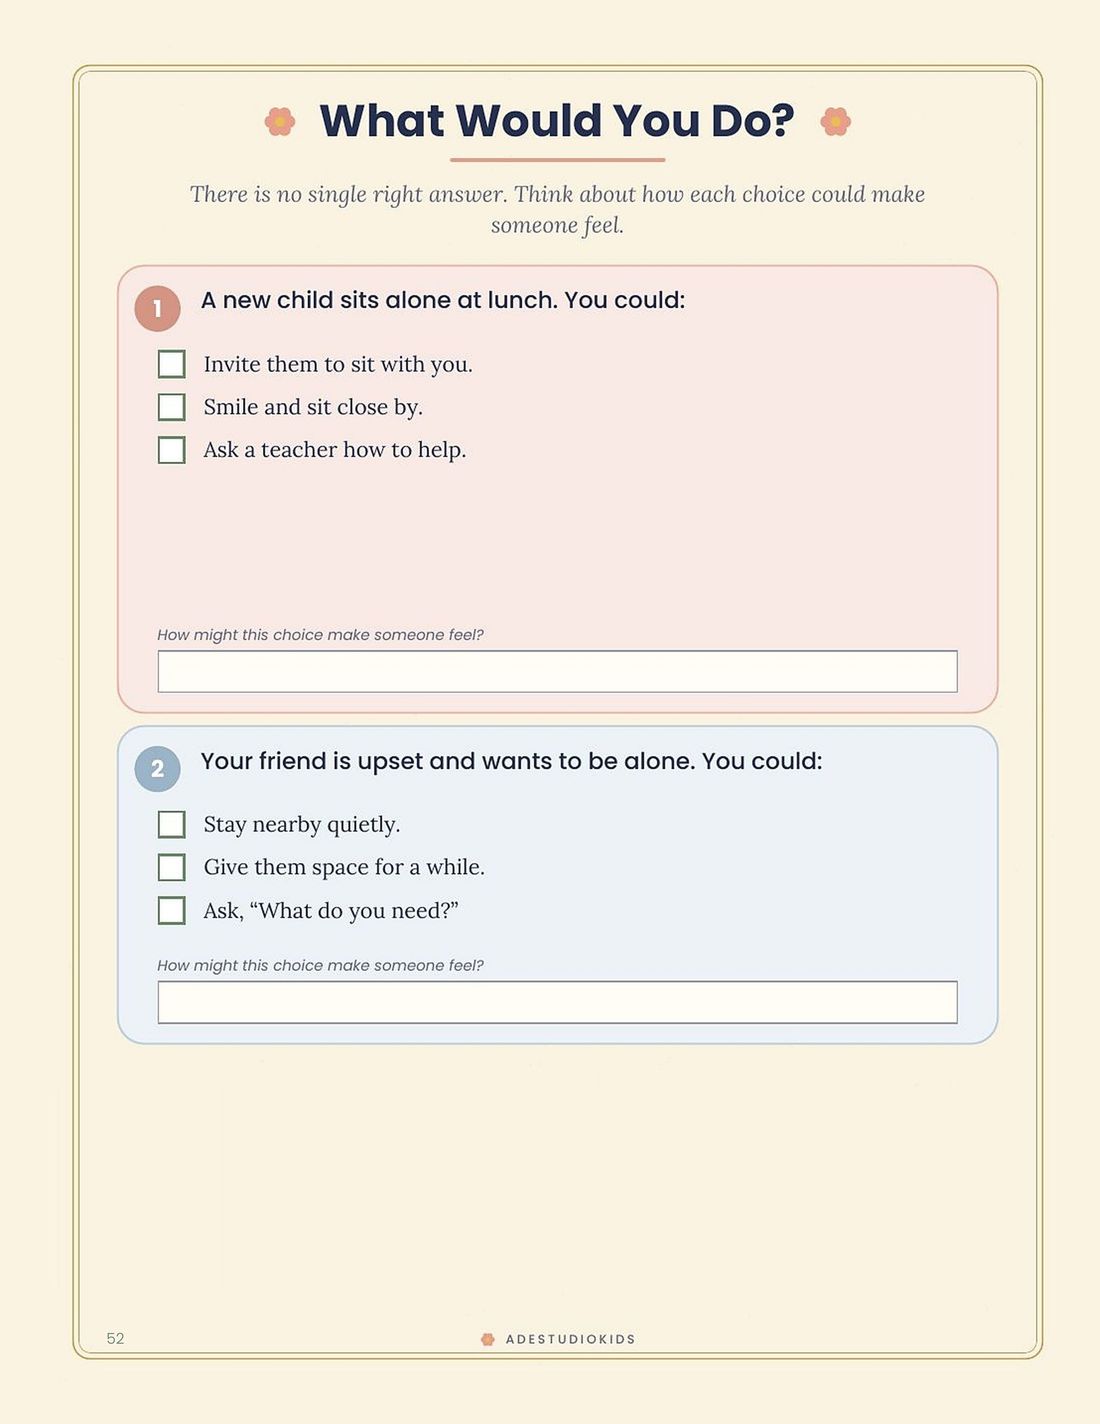 What Would You Do?
There is no single right answer. Think about how each choice could make
someone feel.
1
A new child sits alone at lunch. You could:
Invite them to sit with you.
Smile and sit close by.
Ask a teacher how to help.
How might this choice make someone feel?
2
Your friend is upset and wants to be alone. You could:
Stay nearby quietly.
Give them space for a while.
Ask, “What do you need?”
How might this choice make someone feel?
52
ADESTUDIOKIDS